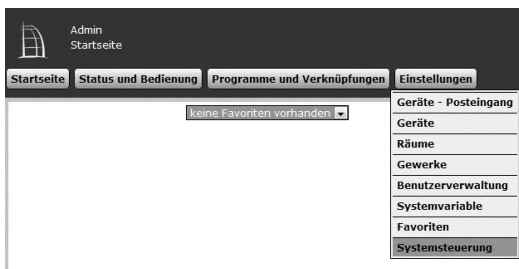 Admin
Startseite
Startseite Status und Bedienung Programme und Verknüpfungen Einstellungen
keine Favoriten vorhanden
Geräte - Posteingang
Geräte
Räume
Gewerke
Benutzerverwaltung
Systemvariable
Favoriten
Systemsteuerung